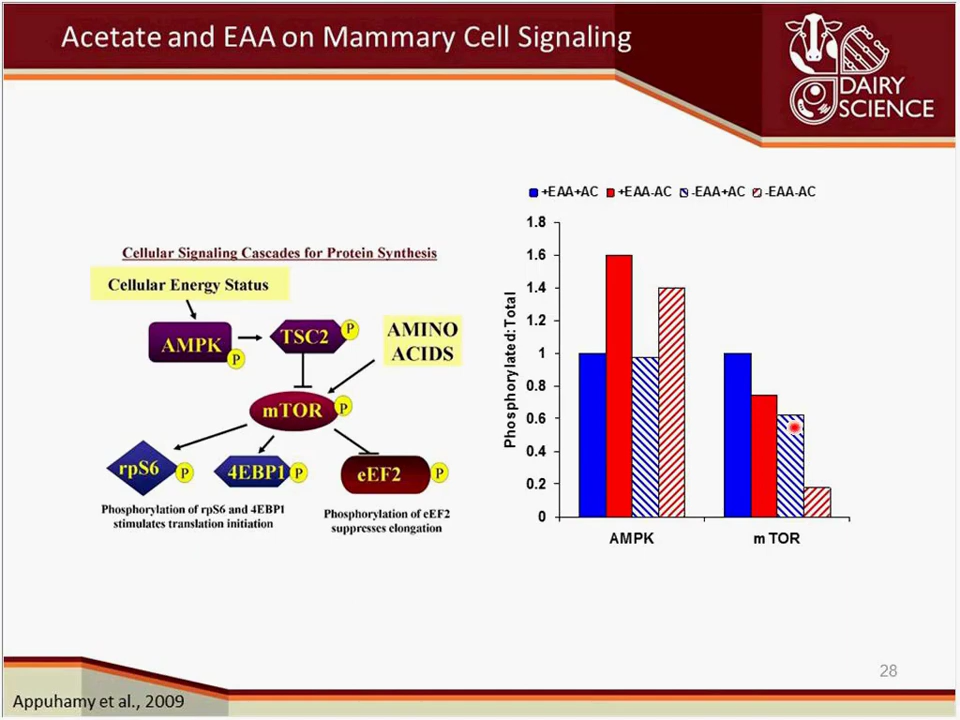 Acetate and EAA on Mammary Cell Signaling
DAIRY
SCIENCE
Cellular Signaling Cascades for Protein Synthesis
Cellular Energy Status
AMPK
P
TSC2
P
AMINO
ACIDS
mTOR
P
rpS6
P
4EBP1
P
eEF2
P
Phosphorylation of rpS6 and 4EBP1
stimulates translation initiation
Phosphorylation of eEF2
suppresses elongation
+EAA+AC +EAA-AC -EAA+AC -EAA-AC
Phosphorylated:Total
1.8
1.6
1.4
1.2
1
0.8
0.6
0.4
0.2
0
AMPK
m TOR
28
Appuhamy et al., 2009